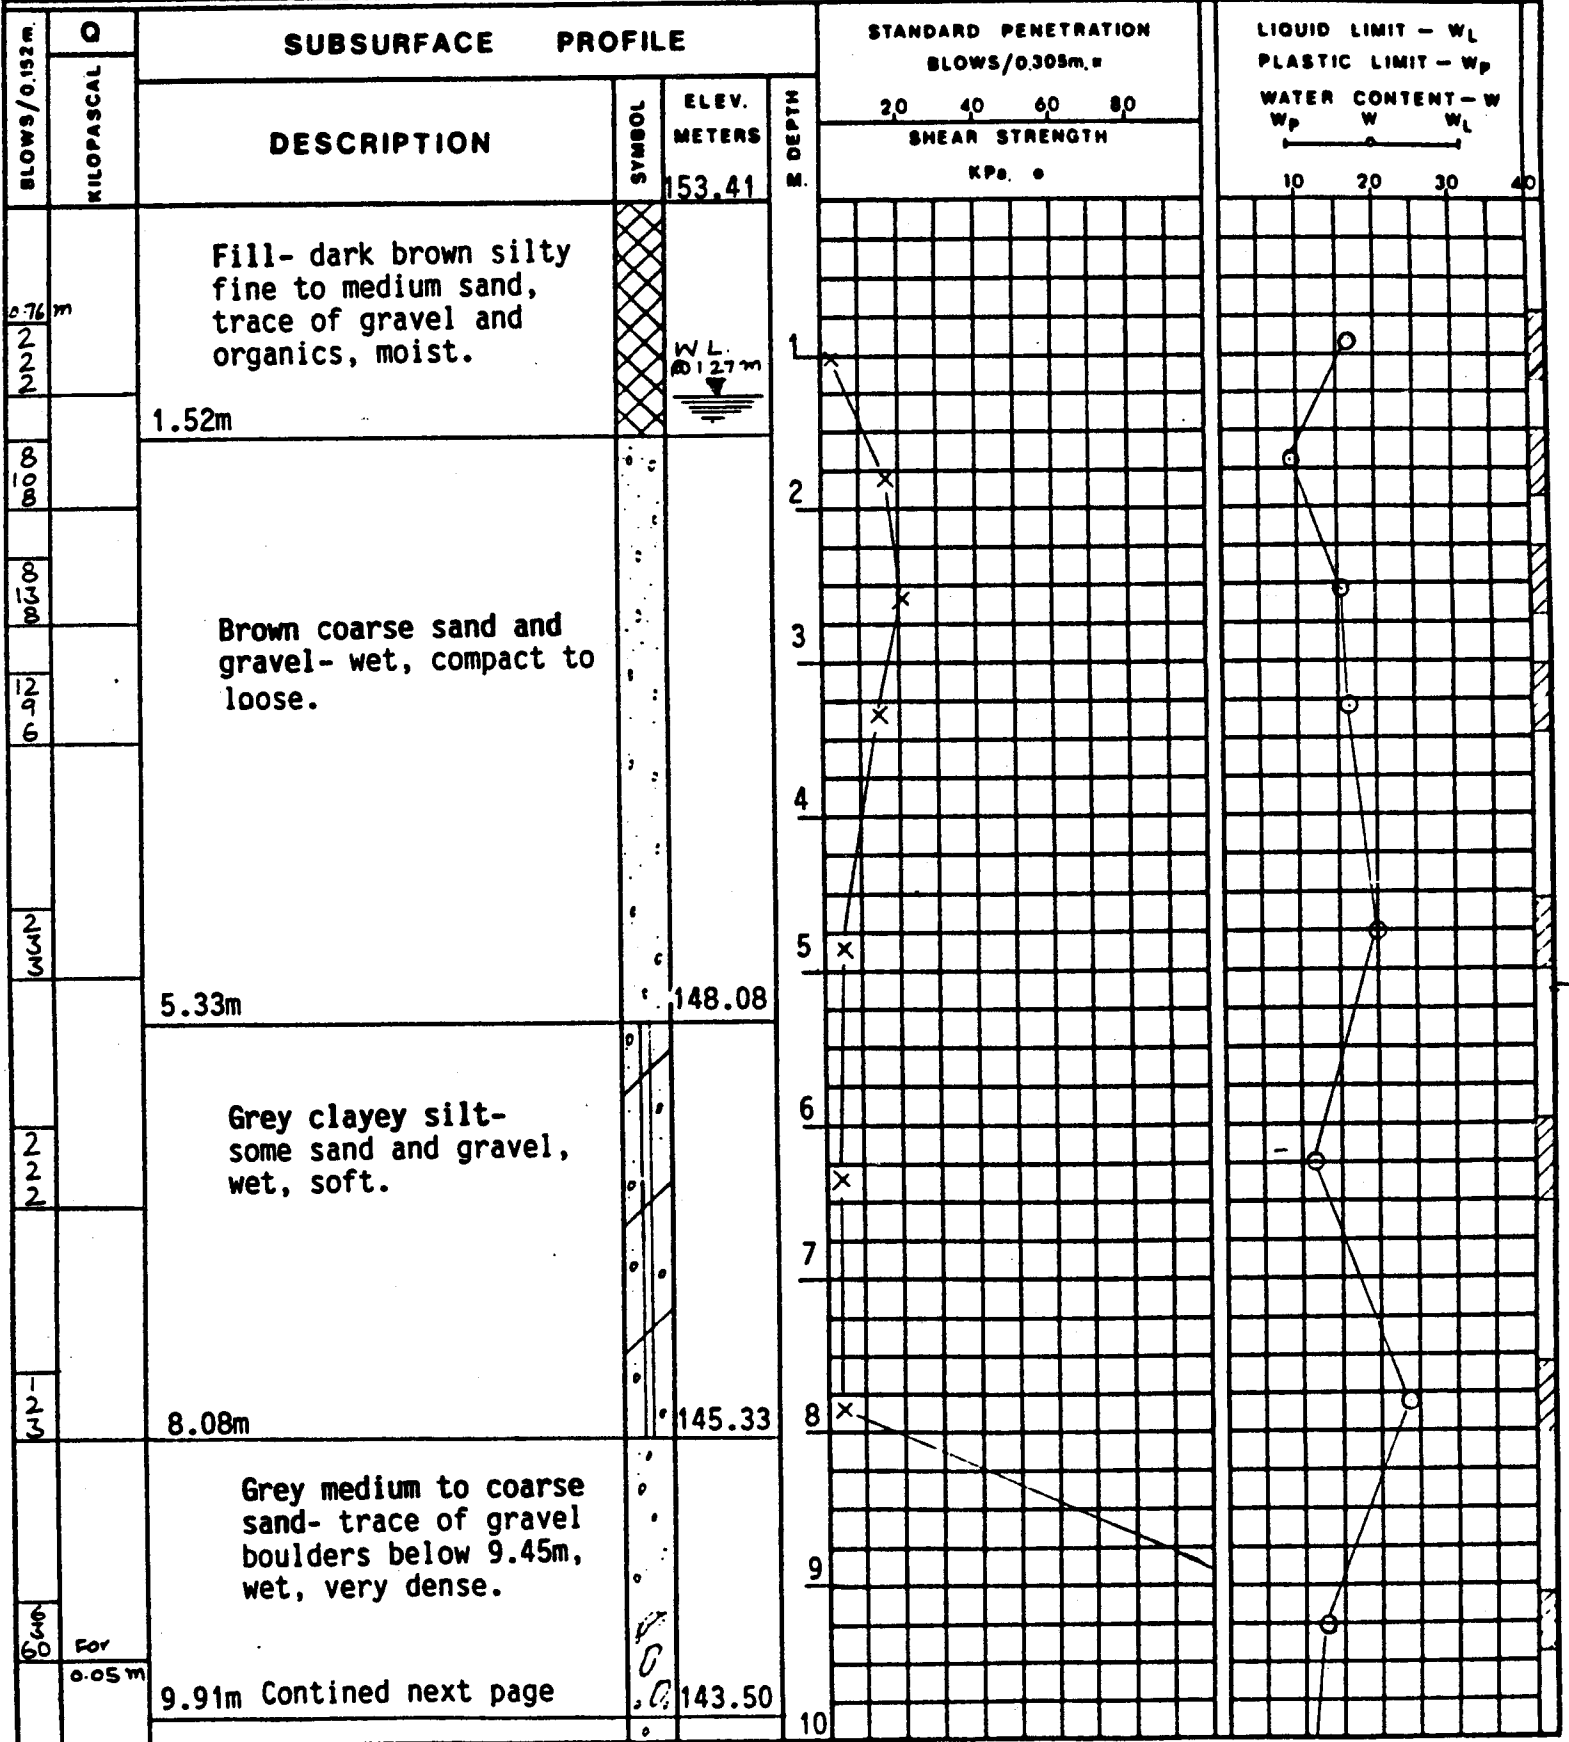 BLOWS/0.152m.
Q
KILOPASCAL
SUBSURFACE PROFILE
DESCRIPTION
SYMBOL
ELEV.
METERS
153.41
M. DEPTH
STANDARD PENETRATION
BLOWS/0.305m.
20 40 60 80
SHEAR STRENGTH
KPa. •
LIQUID LIMIT - WL
PLASTIC LIMIT - Wp
WATER CONTENT - W
Wp W WL
10 20 30 40
0.76 m
2
2
2
Fill- dark brown silty
fine to medium sand,
trace of gravel and
organics, moist.
1.52m
W L.
1.27m
1
8
10
8
2
8
13
8
Brown coarse sand and
gravel- wet, compact to
loose.
3
12
9
6
4
2
3
3
5
5.33m
148.08
Grey clayey silt-
some sand and gravel,
wet, soft.
6
2
2
2
7
1
2
3
8
8.08m
145.33
Grey medium to coarse
sand- trace of gravel
boulders below 9.45m,
wet, very dense.
9
60 For
0.05m
9.91m Contined next page
143.50
10